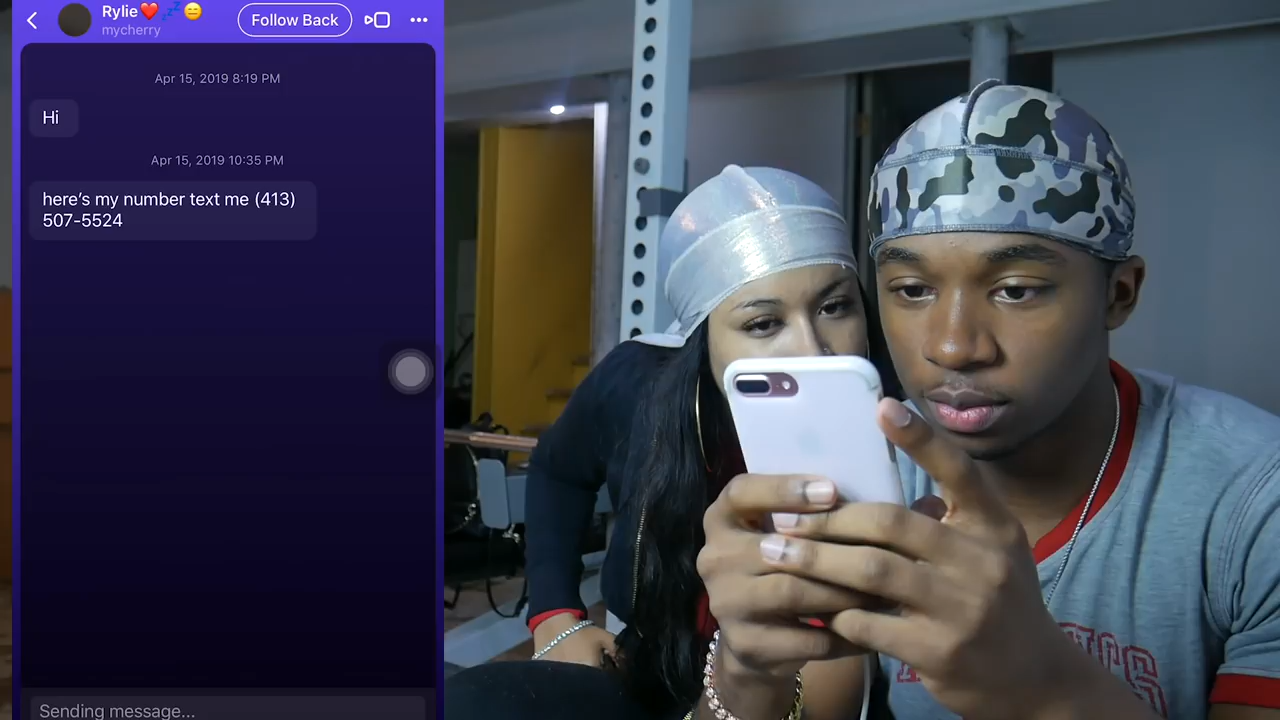 Rylie❤️💤😑
mycherry
Follow Back
Apr 15, 2019 8:19 PM
Hi
Apr 15, 2019 10:35 PM
here's my number text me (413)
507-5524
Sending message...